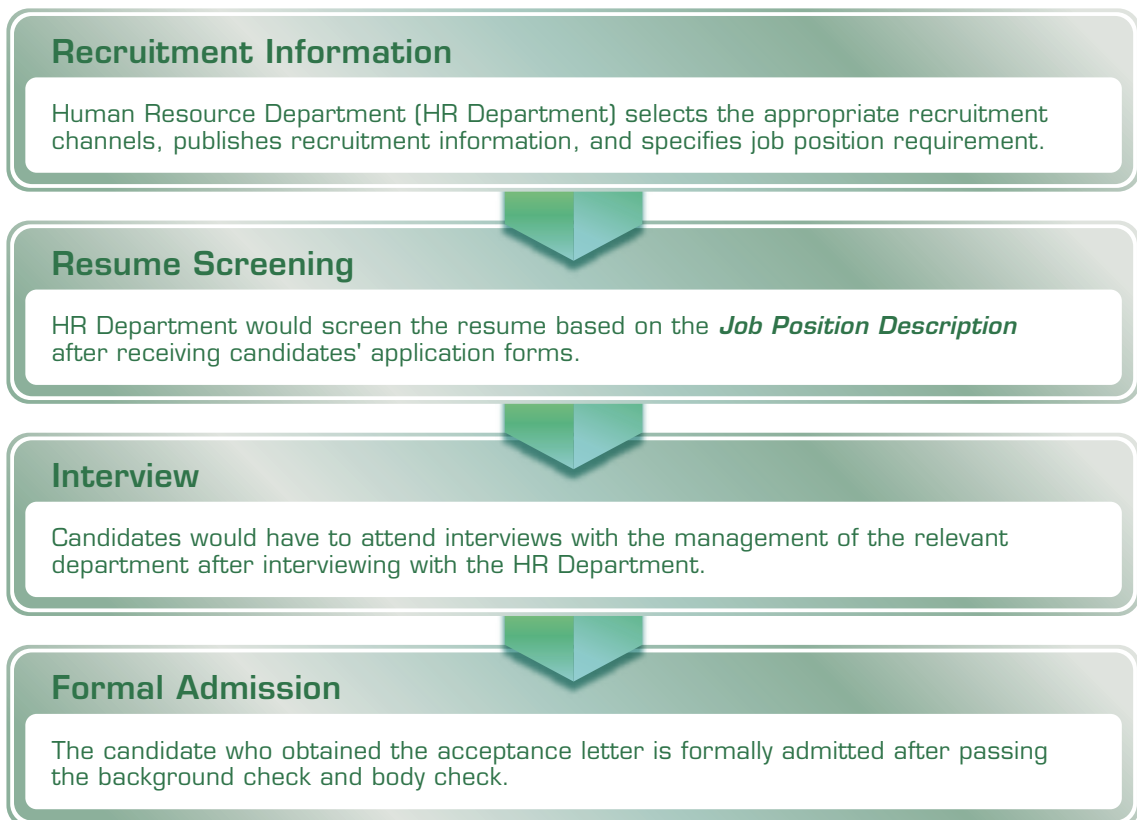 Recruitment Information
Human Resource Department (HR Department) selects the appropriate recruitment
channels, publishes recruitment information, and specifies job position requirement.
Resume Screening
HR Department would screen the resume based on the Job Position Description
after receiving candidates' application forms.
Interview
Candidates would have to attend interviews with the management of the relevant
department after interviewing with the HR Department.
Formal Admission
The candidate who obtained the acceptance letter is formally admitted after passing
the background check and body check.